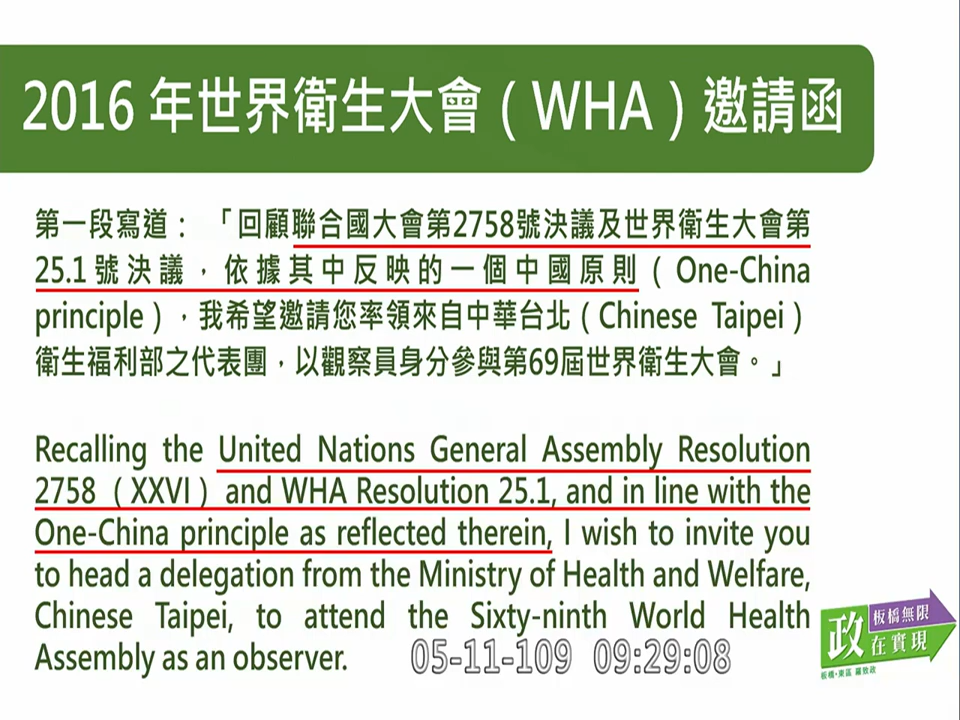 2016 年世界衛生大會（WHA）邀請函
第一段寫道：「回顧聯合國大會第2758號決議及世界衛生大會第
25.1號決議，依據其中反映的一個中國原則（One-China
principle），我希望邀請您率領來自中華台北（Chinese Taipei）
衛生福利部之代表團，以觀察員身分參與第69屆世界衛生大會。」
Recalling the United Nations General Assembly Resolution
2758 （XXVI） and WHA Resolution 25.1, and in line with the
One-China principle as reflected therein, I wish to invite you
to head a delegation from the Ministry of Health and Welfare,
Chinese Taipei, to attend the Sixty-ninth World Health
Assembly as an observer.
05-11-109 09:29:08
板橋無限
政在實現
板橋•東區 羅致政